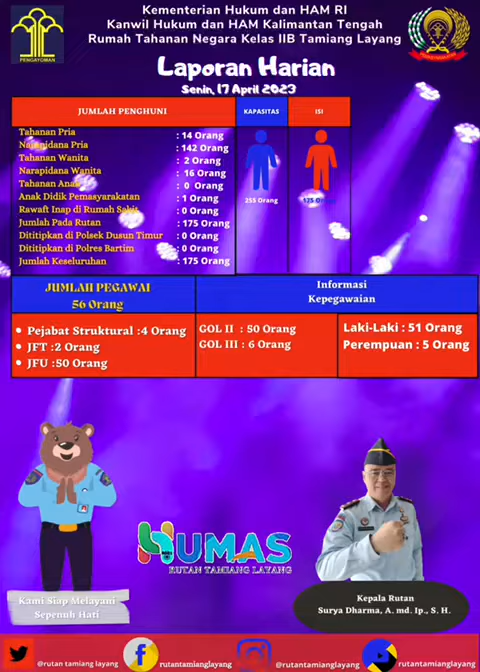 Kementerian Hukum dan HAM RI
Kanwil Hukum dan HAM Kalimantan Tengah
Rumah Tahanan Negara Kelas IIB Tamiang Layang
PENGAYOMAN
Laporan Harian
Senin, 17 April 2023
JUMLAH PENGHUNI
KAPASITAS
ISI
Tahanan Pria : 14 Orang
Narapidana Pria : 142 Orang
Tahanan Wanita : 2 Orang
Narapidana Wanita : 16 Orang
Tahanan Anak : 0 Orang
Anak Didik Pemasyarakatan : 1 Orang
Rawaft Inap di Rumah Sakit : 0 Orang
Jumlah Pada Rutan : 175 Orang
Dititipkan di Polsek Dusun Timur : 0 Orang
Dititipkan di Polres Bartim : 0 Orang
Jumlah Keseluruhan : 175 Orang
255 Orang
175 Orang
JUMLAH PEGAWAI
56 Orang
Informasi
Kepegawaian
• Pejabat Struktural :4 Orang
• JFT :2 Orang
• JFU :50 Orang
GOL II : 50 Orang
GOL III : 6 Orang
Laki-Laki : 51 Orang
Perempuan : 5 Orang
HUMAS
RUTAN TAMIANG LAYANG
Kami Siap Melayani
Sepenuh Hati
Kepala Rutan
Surya Dharma, A. md. Ip., S. H.
@rutan tamiang layang
rutantamianglayang
@rutantamianglayang
rutantamianglayang